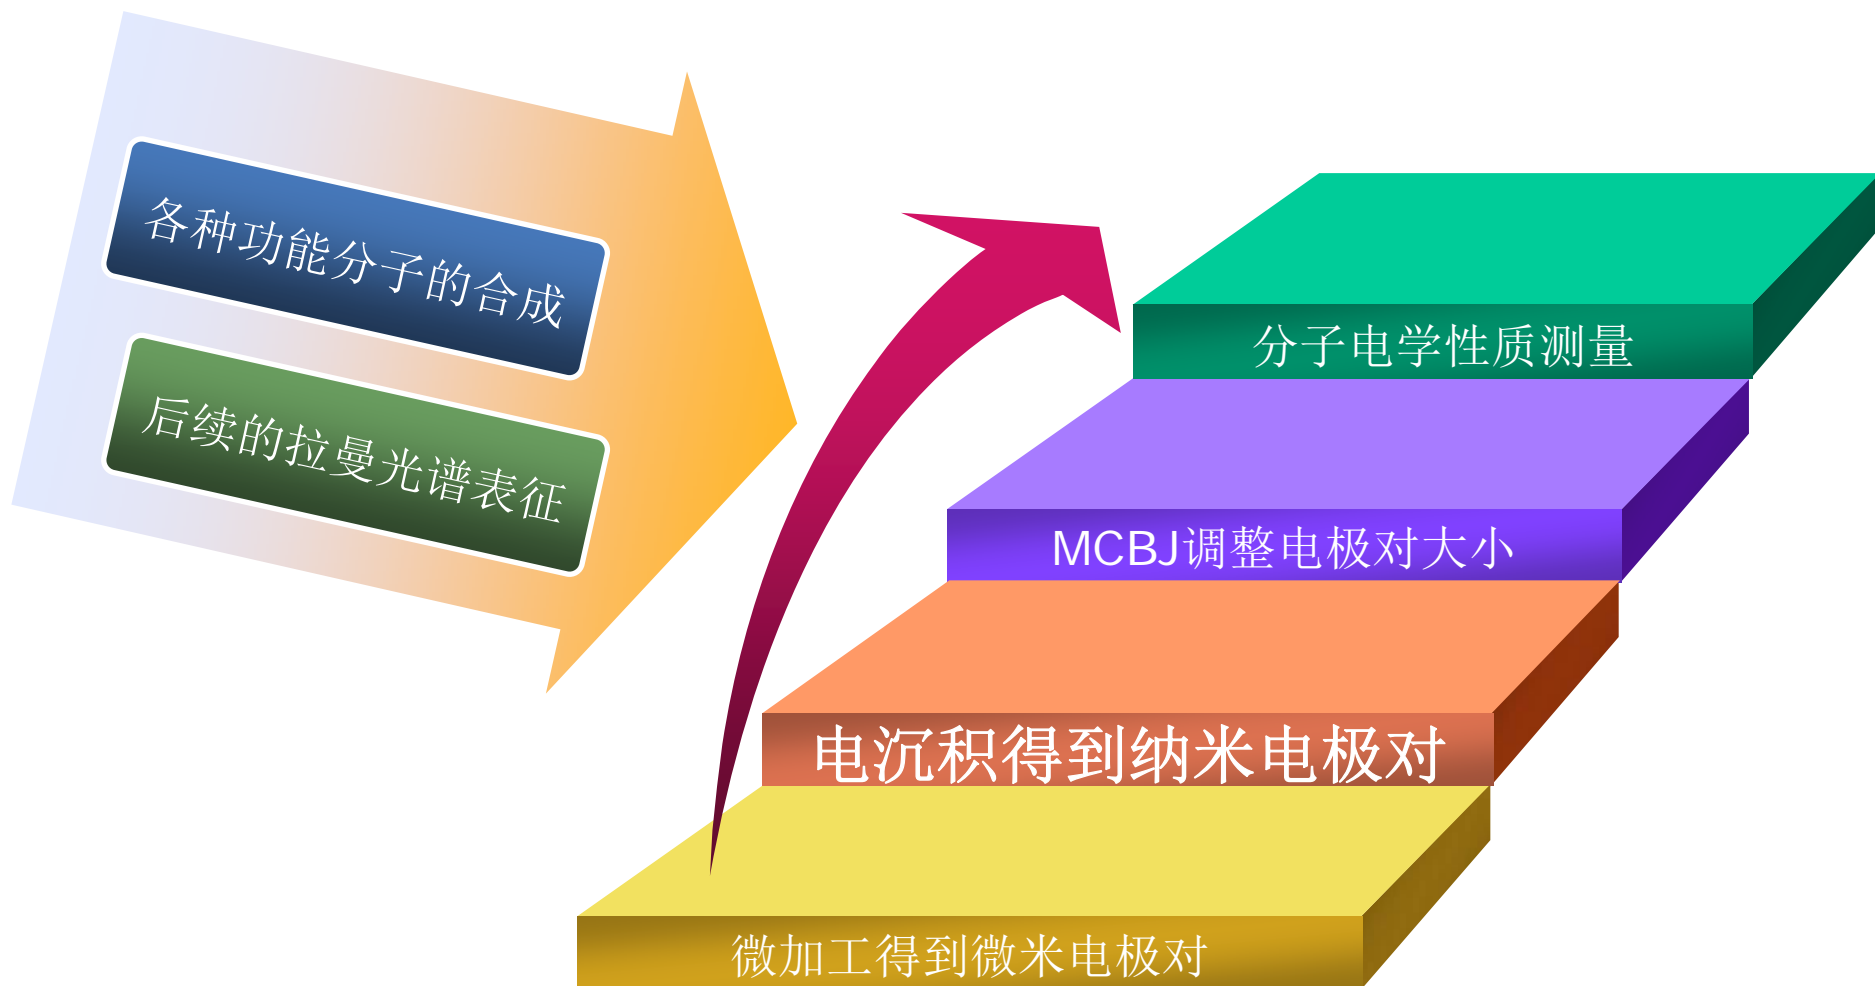 各种功能分子的合成
后续的拉曼光谱表征
分子电学性质测量
MCBJ调整电极对大小
电沉积得到纳米电极对
微加工得到微米电极对